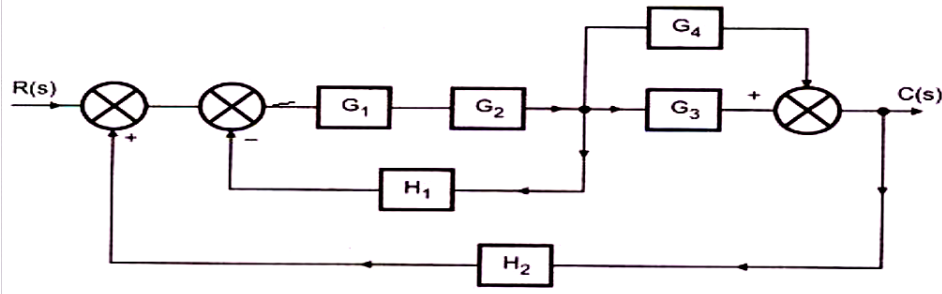 G4
R(s)
G1
G2
G3
+
C(s)
+
−
H1
H2